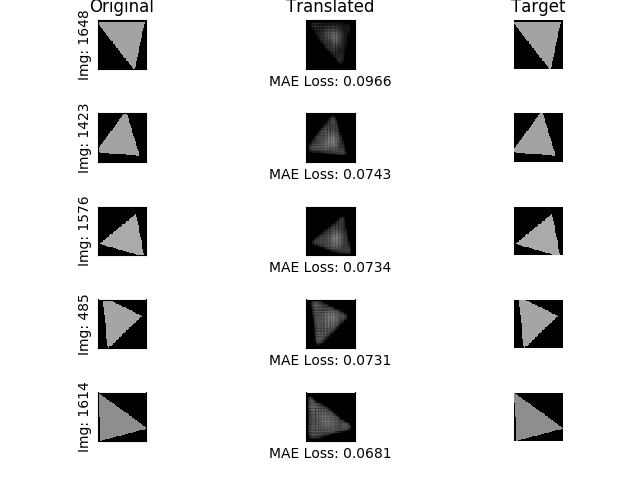 Original Translated Target
Img: 1648
MAE Loss: 0.0966
Img: 1423
MAE Loss: 0.0743
Img: 1576
MAE Loss: 0.0734
Img: 485
MAE Loss: 0.0731
Img: 1614
MAE Loss: 0.0681